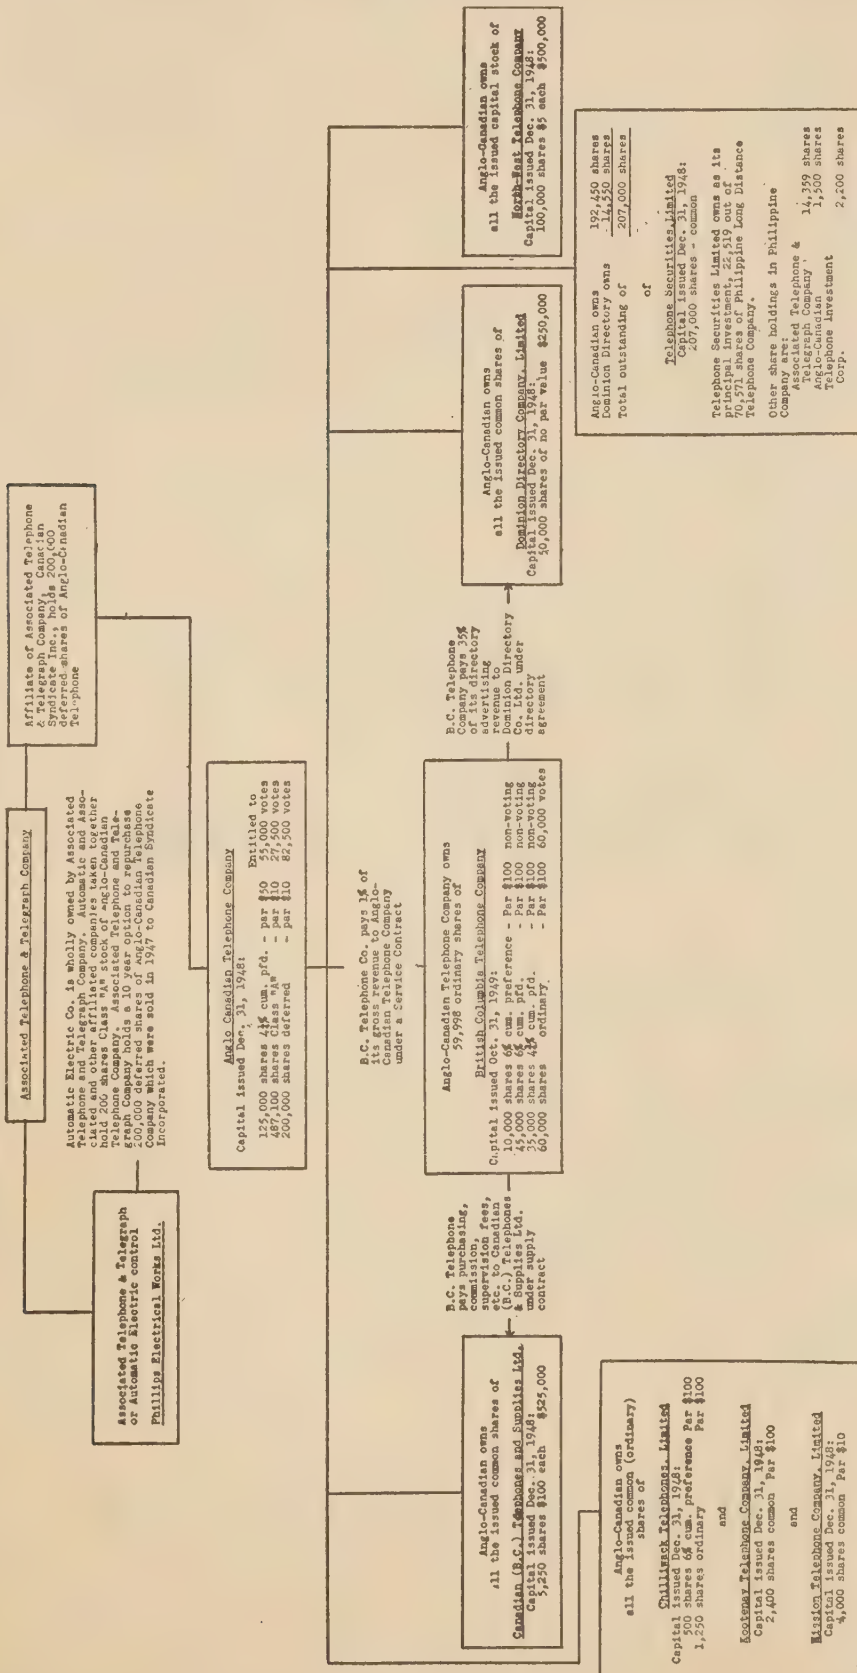 Associated Telephone & Telegraph Company
Affiliate of Associated Telephone
& Telegraph Company, Canadian
Syndicate Inc., holds 200,000
deferred shares of Anglo-Canadian
Telephone
Automatic Electric Co. is wholly owned by Associated
Telephone and Telegraph Company. Automatic and Asso-
ciated and other affiliated companies taken together
hold 200 shares Class "A" stock of Anglo-Canadian
Telephone Company. Associated Telephone and Tele-
graph Company holds a 10 year option to repurchase
200,000 deferred shares of Anglo-Canadian Telephone
Company which were sold in 1947 to Canadian Syndicate
Incorporated.
Associated Telephone & Telegraph
or Automatic Electric control
Phillips Electrical Works Ltd.
Anglo Canadian Telephone Company
Capital issued Dec. 31, 1948:
Entitled to
125,000 shares 4½% cum. pfd. - par $50 55,000 votes
487,100 shares Class "A" - par $10 27,500 votes
200,000 shares deferred - par $10 82,500 votes
B.C. Telephone Co. pays 1% of
its gross revenue to Anglo-
Canadian Telephone Company
under a Service Contract
B.C. Telephone
pays purchasing,
commission,
supervision fees,
etc. to Canadian
(B.C.) Telephones
& Supplies Ltd.
under supply
contract
Anglo-Canadian Telephone Company owns
59,998 ordinary shares of
British Columbia Telephone Company
Capital issued Oct. 31, 1949:
10,000 shares 6% cum. preference - Par $100 non-voting
45,000 shares 6% cum. pfd. - Par $100 non-voting
35,000 shares 4¾% cum. pfd. - Par $100 non-voting
60,000 shares ordinary. - Par $100 60,000 votes
B.C. Telephone
Company pays 35%
of its directory
advertising
revenue to
Dominion Directory
Co. Ltd. under
directory
agreement
Anglo-Canadian owns
all the issued common shares of
Canadian (B.C.) Telephones and Supplies Ltd.
Capital issued Dec. 31, 1948:
5,250 shares $100 each $525,000
Anglo-Canadian owns
all the issued common shares of
Dominion Directory Company, Limited
Capital issued Dec. 31, 1948:
50,000 shares of no par value $250,000
Anglo-Canadian owns
all the issued capital stock of
North-West Telephone Company
Capital issued Dec. 31, 1948:
100,000 shares $5 each $500,000
Anglo-Canadian owns
all the issued common (ordinary)
shares of
Chilliwack Telephones, Limited
Capital issued Dec. 31, 1948:
500 shares 6% cum. preference Par $100
1,250 shares ordinary Par $100
and
Kootenay Telephone Company, Limited
Capital issued Dec. 31, 1948:
2,400 shares common Par $100
and
Mission Telephone Company, Limited
Capital issued Dec. 31, 1948:
4,000 shares common Par $10
Anglo-Canadian owns 192,450 shares
Dominion Directory owns 14,550 shares
Total outstanding of 207,000 shares
of
Telephone Securities Limited
Capital issued Dec. 31, 1948:
207,000 shares - common
Telephone Securities Limited owns as its
principal investment, 22,519 out of
70,571 shares of Philippine Long Distance
Telephone Company.
Other share holdings in Philippine
Company are:
Associated Telephone &
Telegraph Company 14,359 shares
Anglo-Canadian 1,500 shares
Telephone Investment
Corp. 2,200 shares